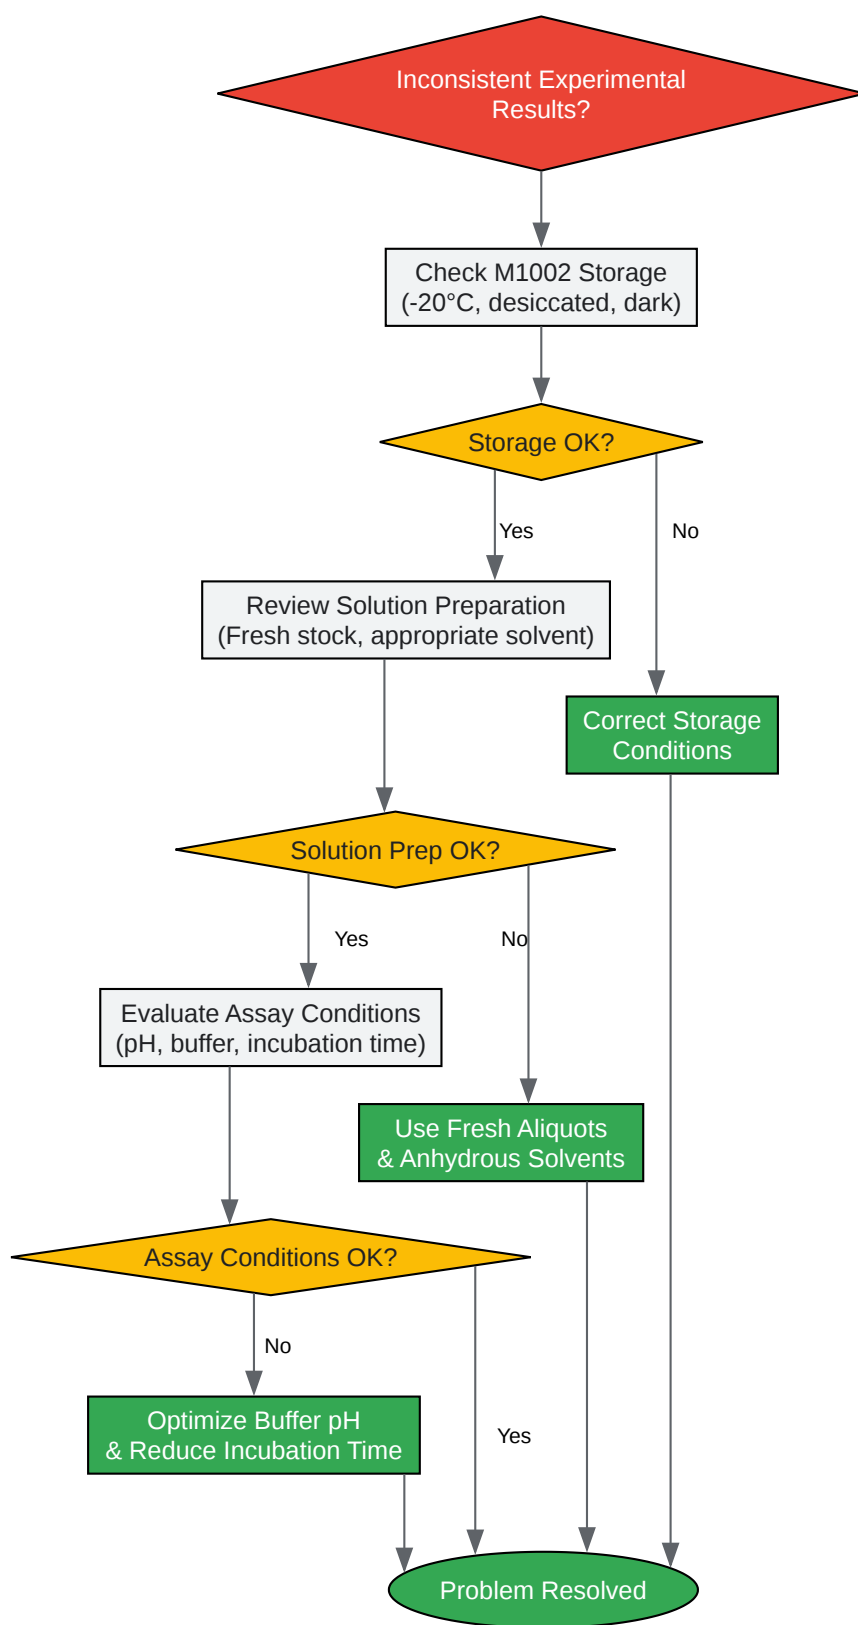 Inconsistent Experimental
Results?
Check M1002 Storage
(-20°C, desiccated, dark)
Storage OK?
Yes
No
Review Solution Preparation
(Fresh stock, appropriate solvent)
Correct Storage
Conditions
Solution Prep OK?
Yes
No
Evaluate Assay Conditions
(pH, buffer, incubation time)
Use Fresh Aliquots
& Anhydrous Solvents
Assay Conditions OK?
No
Optimize Buffer pH
& Reduce Incubation Time
Yes
Problem Resolved